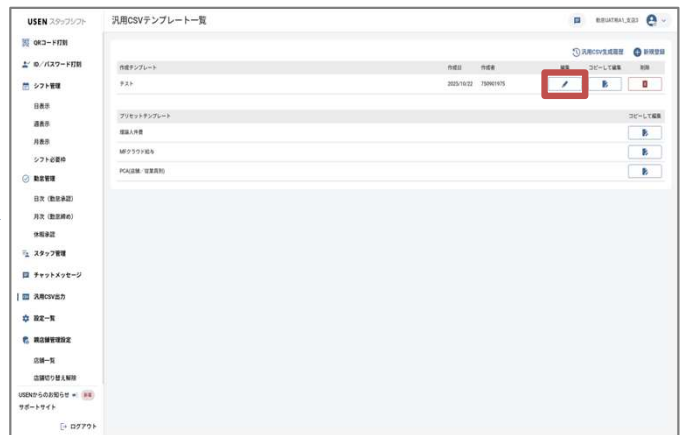 USEN スタッフシフト
汎用CSVテンプレート一覧
QRコード打刻
ID/パスワード打刻
シフト管理
日表示
週表示
月表示
シフト必要枠
勤怠管理
日次（勤怠承認）
月次（勤怠締め）
休暇承認
スタッフ管理
チャットメッセージ
汎用CSV出力
設定一覧
親店舗管理設定
店舗一覧
店舗切り替え解除
USENからのお知らせ 新着
サポートサイト
ログアウト
汎用CSV生成履歴 新規登録
作成テンプレート 作成日 作成者 編集 コピーして編集 削除
テスト 2025/10/22 750901975
プリセットテンプレート コピーして編集
理論人件費
MFクラウド給与
PCA(店舗／従業員別)